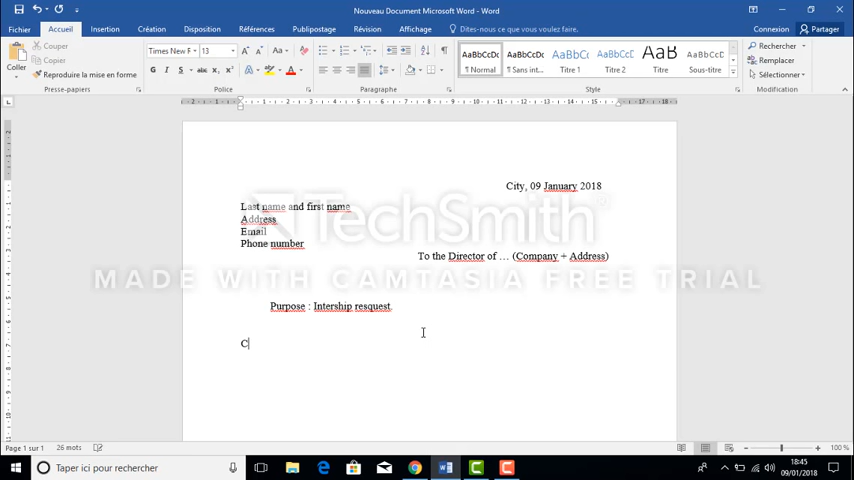 Nouveau Document Microsoft Word - Word
Fichier Accueil Insertion Création Disposition Références Publipostage Révision Affichage Dites-nous ce que vous voulez faire. Connexion Partager
Coller
Couper
Copier
Reproduire la mise en forme
Presse-papiers
Times New F 13
G I S abc x₂ x²
Police
Paragraphe
AaBbCcDc AaBbCcDc AaBbCc AaBbCcD AaB AaBbCcD
¶ Normal ¶ Sans int... Titre 1 Titre 2 Titre Sous-titre
Style
Rechercher
Remplacer
Sélectionner
Modification
City, 09 January 2018
Last name and first name
Address
Email
Phone number
To the Director of … (Company + Address)
TechSmith
MADE WITH CAMTASIA FREE TRIAL
Purpose : Intership resquest.
C
Page 1 sur 1 26 mots
100 %
Taper ici pour rechercher
18:45
09/01/2018